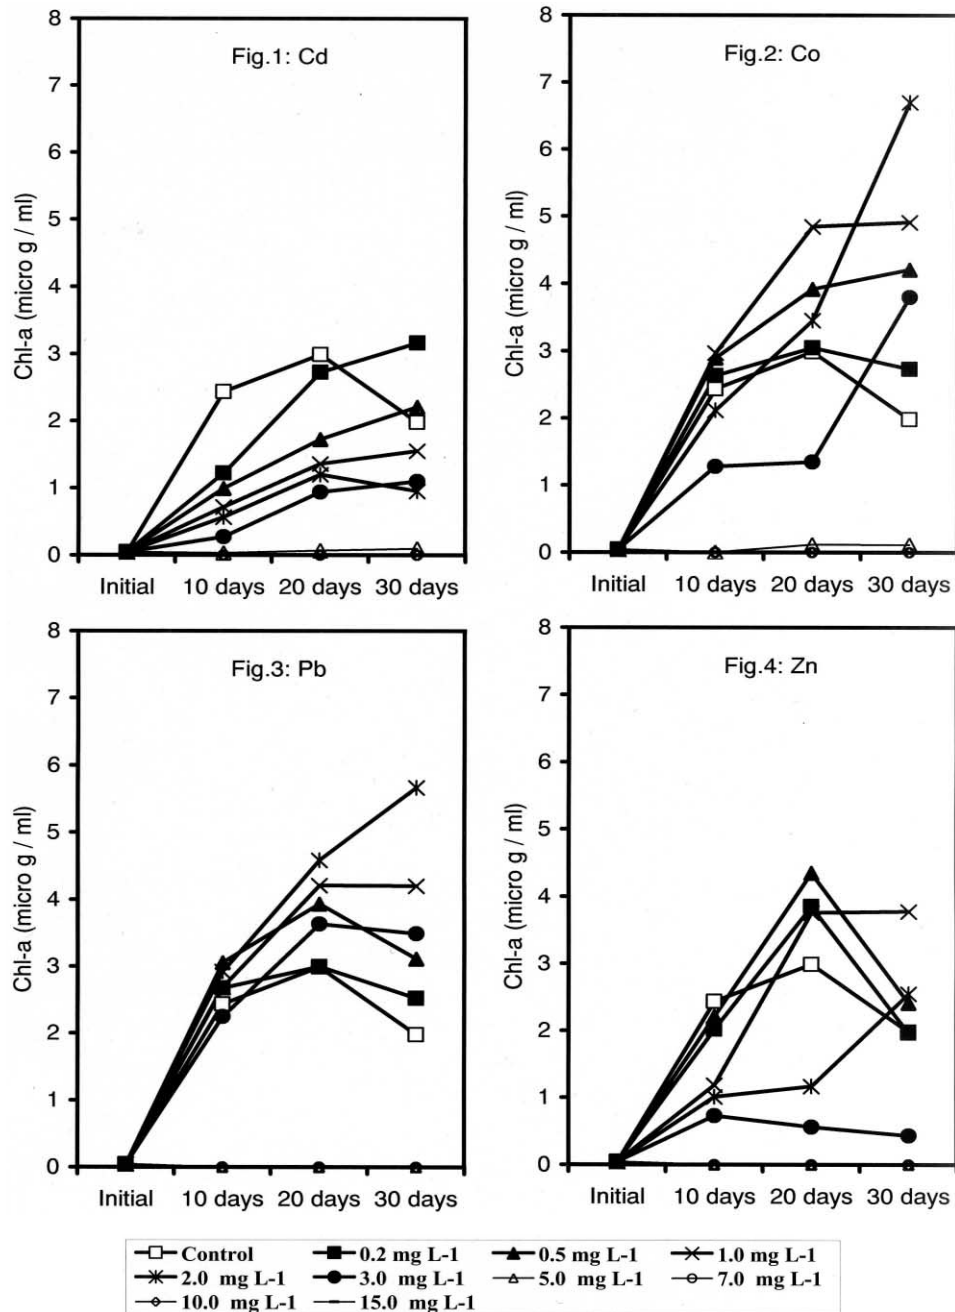 Fig.1: Cd
Chl-a (micro g / ml)
8
7
6
5
4
3
2
1
0
Initial 10 days 20 days 30 days
Fig.2: Co
Chl-a (micro g / ml)
8
7
6
5
4
3
2
1
0
Initial 10 days 20 days 30 days
Fig.3: Pb
Chl-a (micro g / ml)
8
7
6
5
4
3
2
1
0
Initial 10 days 20 days 30 days
Fig.4: Zn
Chl-a (micro g / ml)
8
7
6
5
4
3
2
1
0
Initial 10 days 20 days 30 days
Control 0.2 mg L-1 0.5 mg L-1 1.0 mg L-1
2.0 mg L-1 3.0 mg L-1 5.0 mg L-1 7.0 mg L-1
10.0 mg L-1 15.0 mg L-1